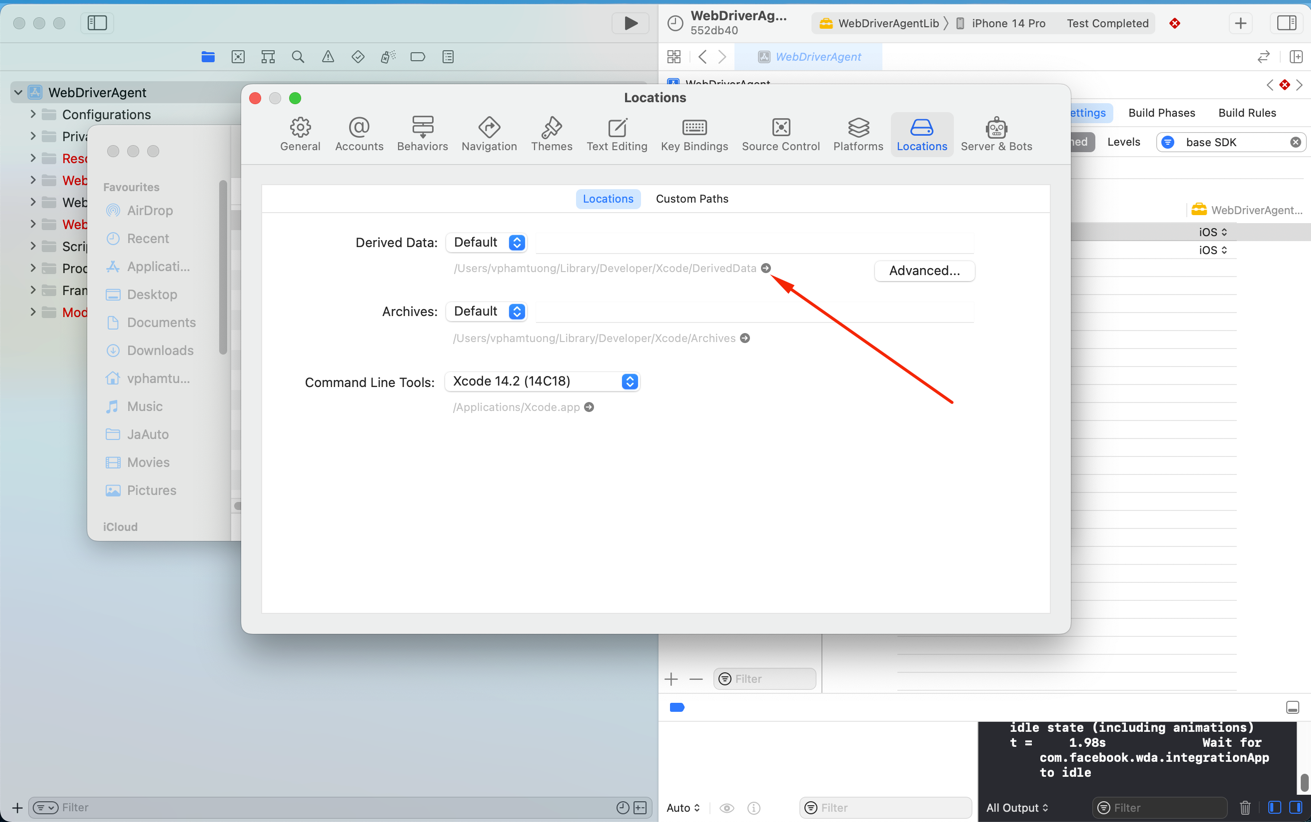 WebDriverAg...
552db40
WebDriverAgentLib
iPhone 14 Pro
Test Completed
WebDriverAgent
WebDriverAgent
Configurations
Priva
Reso
Web
Web
Web
Scrip
Prod
Fram
Mod
Favourites
AirDrop
Recent
Applicati...
Desktop
Documents
Downloads
vphamtu...
Music
JaAuto
Movies
Pictures
iCloud
Locations
General
Accounts
Behaviors
Navigation
Themes
Text Editing
Key Bindings
Source Control
Platforms
Locations
Server & Bots
Locations
Custom Paths
Derived Data: Default
/Users/vphamtuong/Library/Developer/Xcode/DerivedData
Advanced...
Archives: Default
/Users/vphamtuong/Library/Developer/Xcode/Archives
Command Line Tools: Xcode 14.2 (14C18)
/Applications/Xcode.app
ettings
Build Phases
Build Rules
ned
Levels
base SDK
WebDriverAgent...
iOS
iOS
Filter
idle state (including animations)
t = 1.98s Wait for
com.facebook.wda.integrationApp
to idle
Filter
Auto
Filter
All Output
Filter